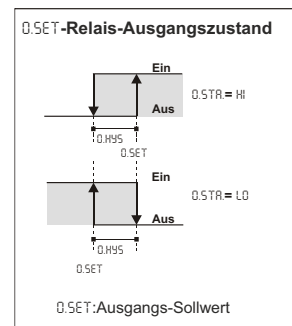 0.SET-Relais-Ausgangszustand
Ein
0.STA.= HI
Aus
0.HYS
0.SET
Ein
0.STA.= LO
Aus
0.HYS
0.SET
0.SET:Ausgangs-Sollwert